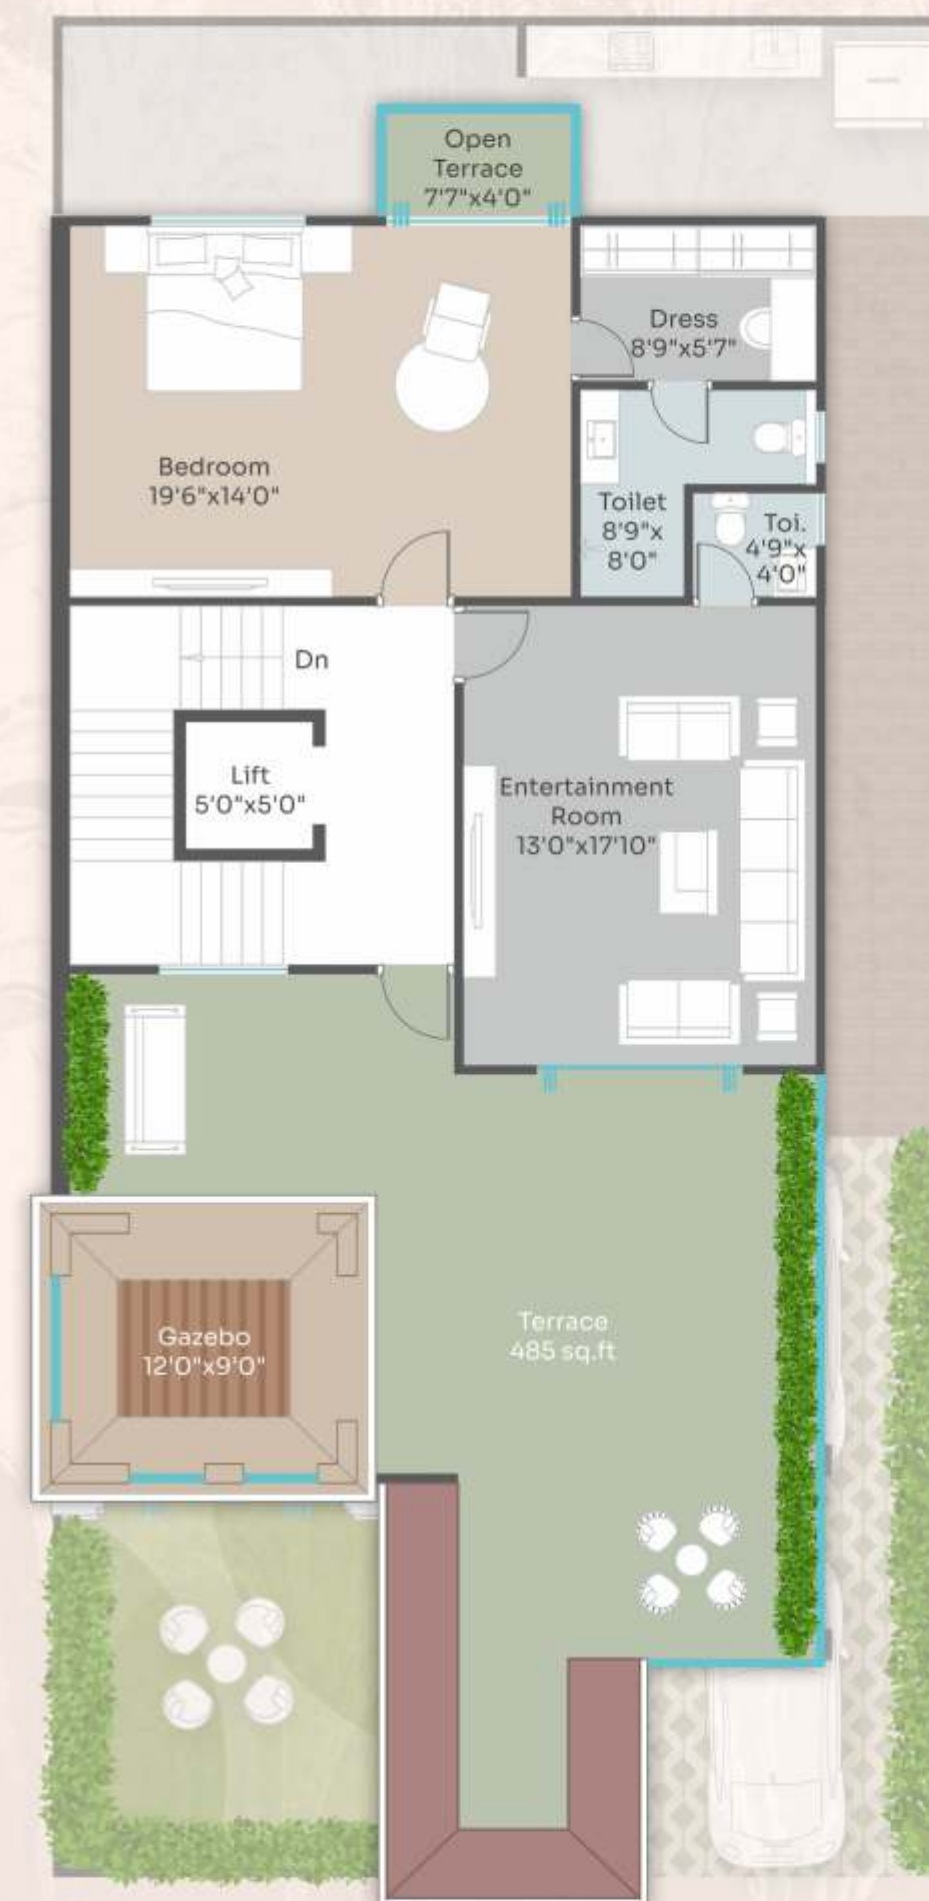 Open
Terrace
7'7"x4'0"
Dress
8'9"x5'7"
Bedroom
19'6"x14'0"
Toilet
8'9"x
8'0"
Toi.
4'9"x
4'0"
Dn
Lift
5'0"x5'0"
Entertainment
Room
13'0"x17'10"
Gazebo
12'0"x9'0"
Terrace
485 sq.ft